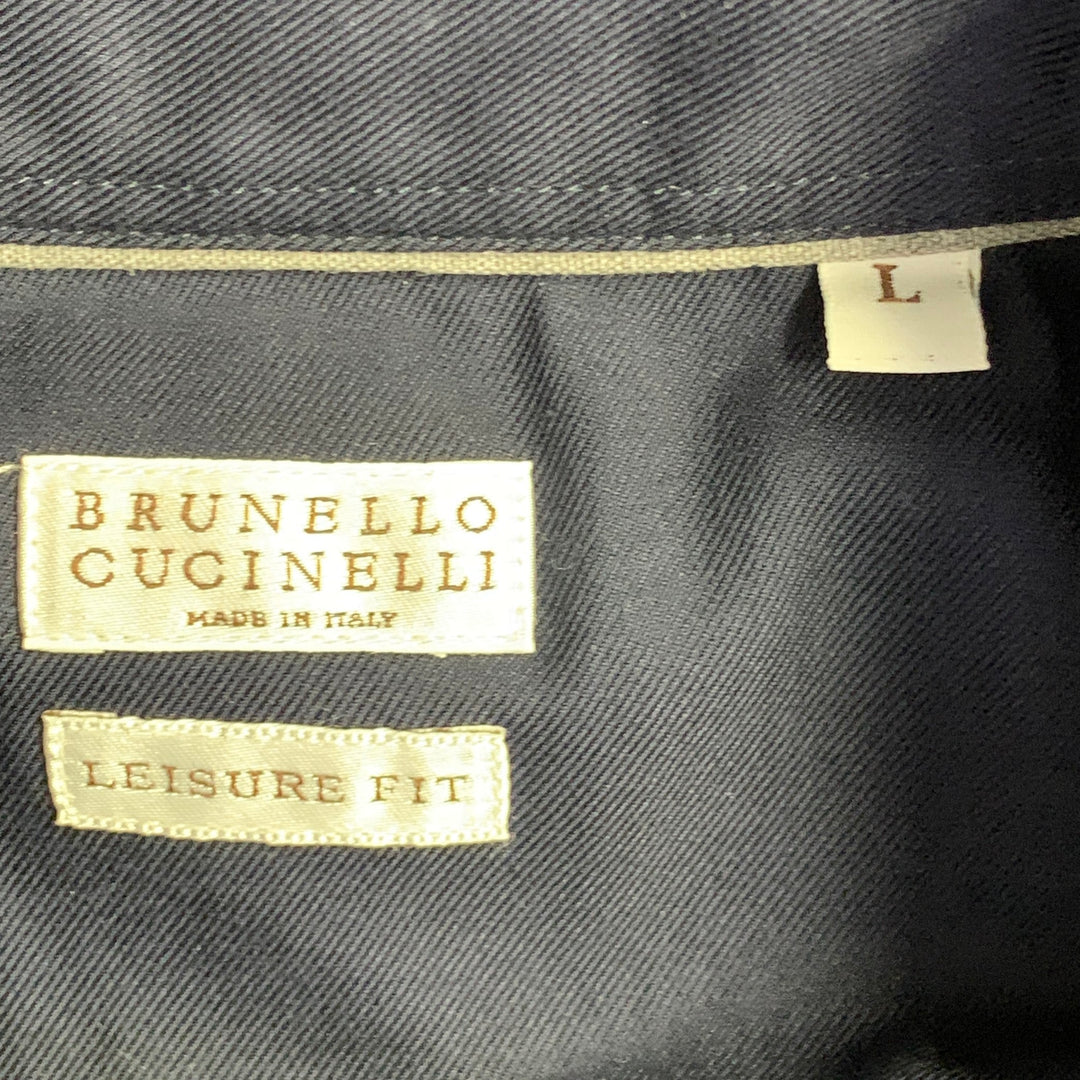 L
BRUNELLO
CUCINELLI
MADE IN ITALY
LEISURE FIT